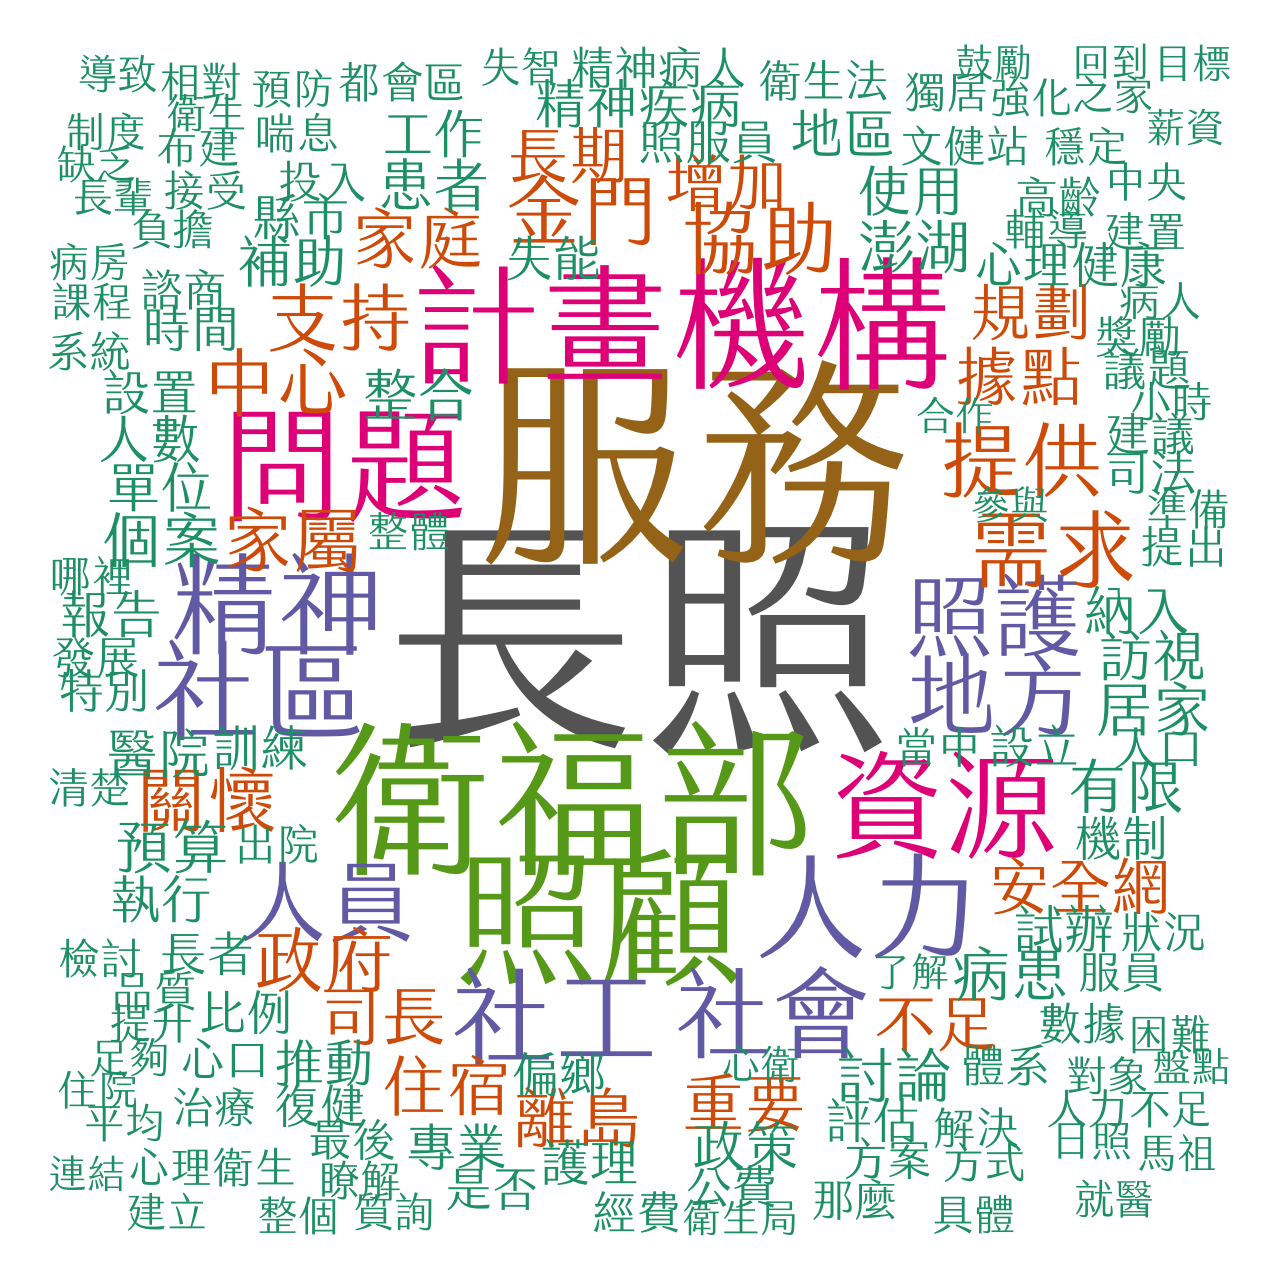 導致 相對 預防 都會區 失智 精神病人 衛生法 鼓勵 回到 目標
衛生 精神疾病 獨居 強化 之家
制度 布建 喘息 工作 長期 照服員 地區 文健站 穩定 薪資
缺乏 長輩 接受 投入 患者 金門 增加 使用 高齡 中央
負擔 縣市 家庭 協助 澎湖 輔導 建置
病房 補助 失能 心理健康
課程 諮商 支持 計畫 機構 規劃 病人
系統 時間 獎勵
設置 中心 整合 服務 據點 議題
合作 小時
人數 問題 提供 建議
單位 司法
個案 家屬 整體 參與 準備
需求 提出
哪裡 精神 長照 照護 納入
報告
發展 社區 地方 訪視
特別 居家
醫院 訓練 衛福部 當中 設立 人口
清楚 關懷 資源 有限
預算 出院 機制
執行 人員 照顧 人力 安全網
檢討 長者 政府 試辦 狀況
品質 了解 病患 服員
提升 比例 司長 社工 社會 不足 數據 困難
足夠 心口 推動 住宿 偏鄉 心衛 討論 體系 對象 盤點
住院 治療 復健 離島 重要 評估 人力不足
平均 最後 專業 政策 解決 日照 馬祖
連結 心理衛生 瞭解 是否 護理 公費 方案 方式
建立 整個 質詢 經費 衛生局 那麼 具體 就醫